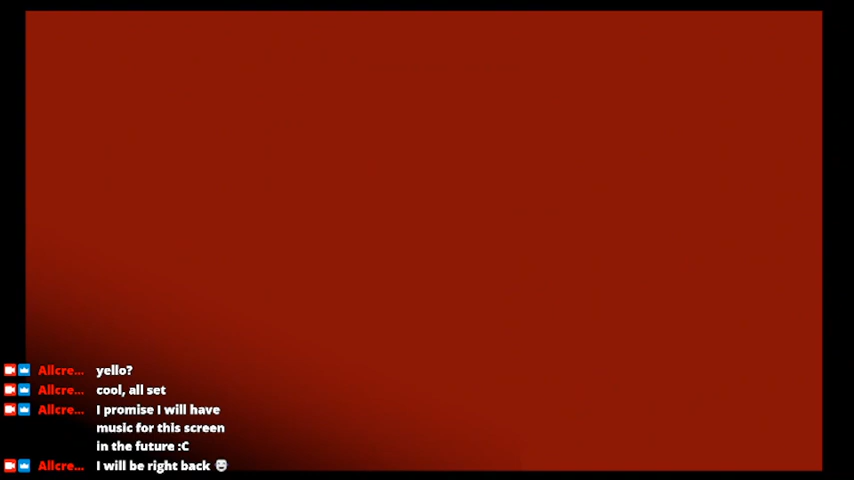 Allcre... yello?
Allcre... cool, all set
Allcre... I promise I will have
music for this screen
in the future :C
Allcre... I will be right back